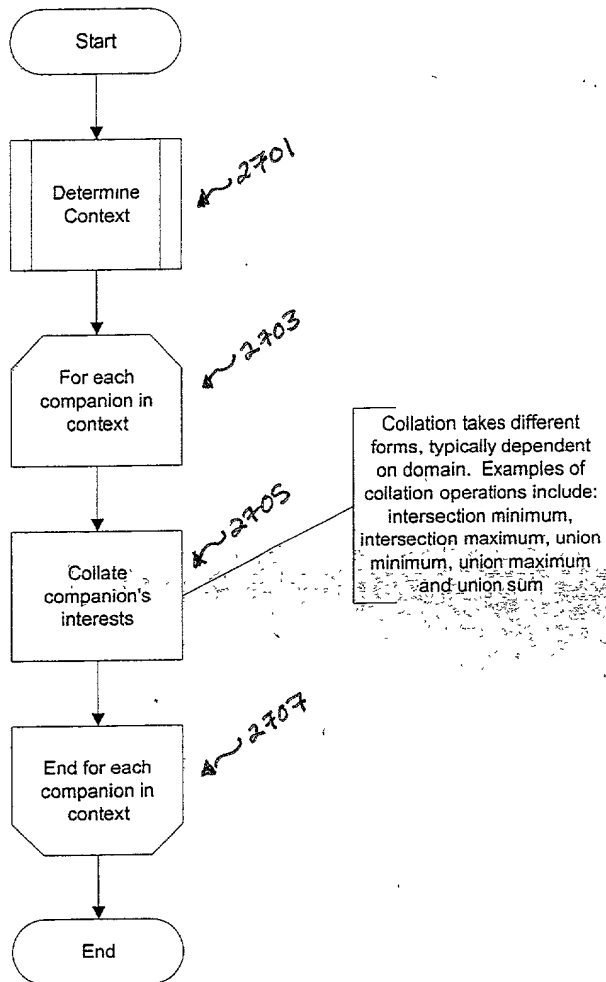 Start
Determine
Context
2701
For each
companion in
context
2703
Collate
companion's
interests
2705
Collation takes different
forms, typically dependent
on domain. Examples of
collation operations include:
intersection minimum,
intersection maximum, union
minimum, union maximum
and union sum
End for each
companion in
context
2707
End